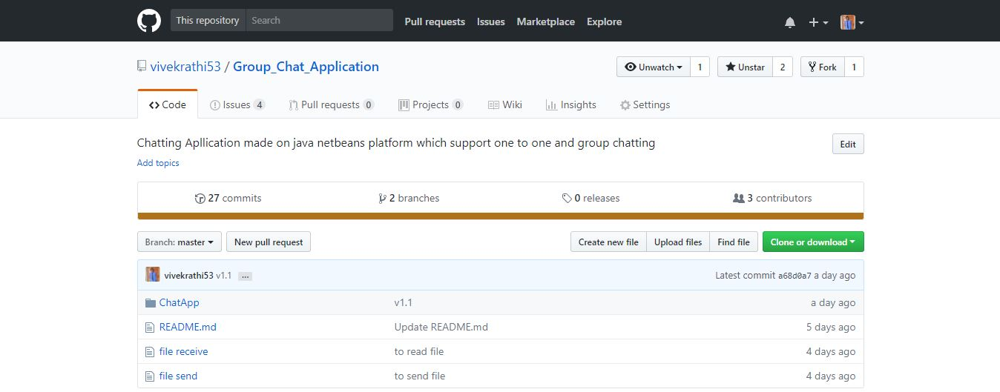 This repository Search Pull requests Issues Marketplace Explore
vivekrathi53 / Group_Chat_Application Unwatch 1 Unstar 2 Fork 1
Code Issues 4 Pull requests 0 Projects 0 Wiki Insights Settings
Chatting Apllication made on java netbeans platform which support one to one and group chatting Edit
Add topics
27 commits 2 branches 0 releases 3 contributors
Branch: master New pull request Create new file Upload files Find file Clone or download
vivekrathi53 v1.1 ... Latest commit a68d0a7 a day ago
ChatApp v1.1 a day ago
README.md Update README.md 5 days ago
file receive to read file 4 days ago
file send to send file 4 days ago